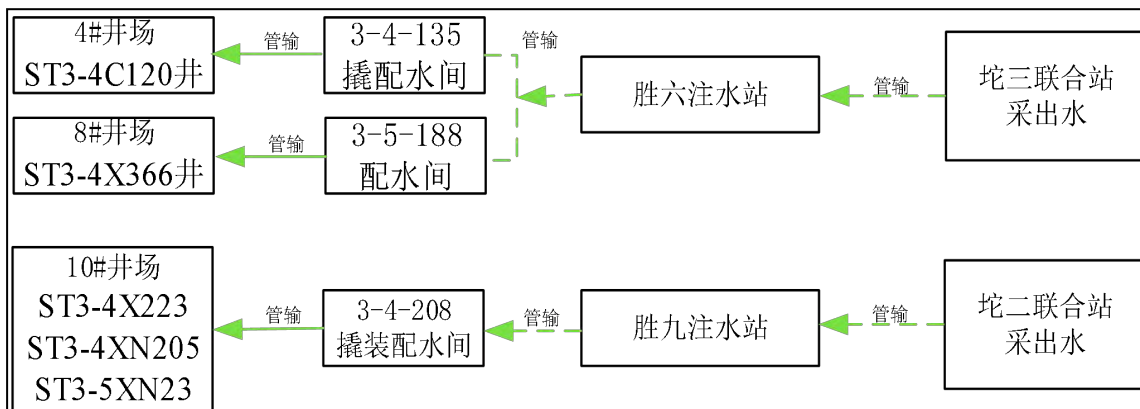 4#井场
ST3-4C120井
管输
3-4-135
撬配水间
管输
胜六注水站
管输
坨三联合站
采出水
8#井场
ST3-4X366井
管输
3-5-188
配水间
10#井场
ST3-4X223
ST3-4XN205
ST3-5XN23
管输
3-4-208
撬装配水间
管输
胜九注水站
管输
坨二联合站
采出水